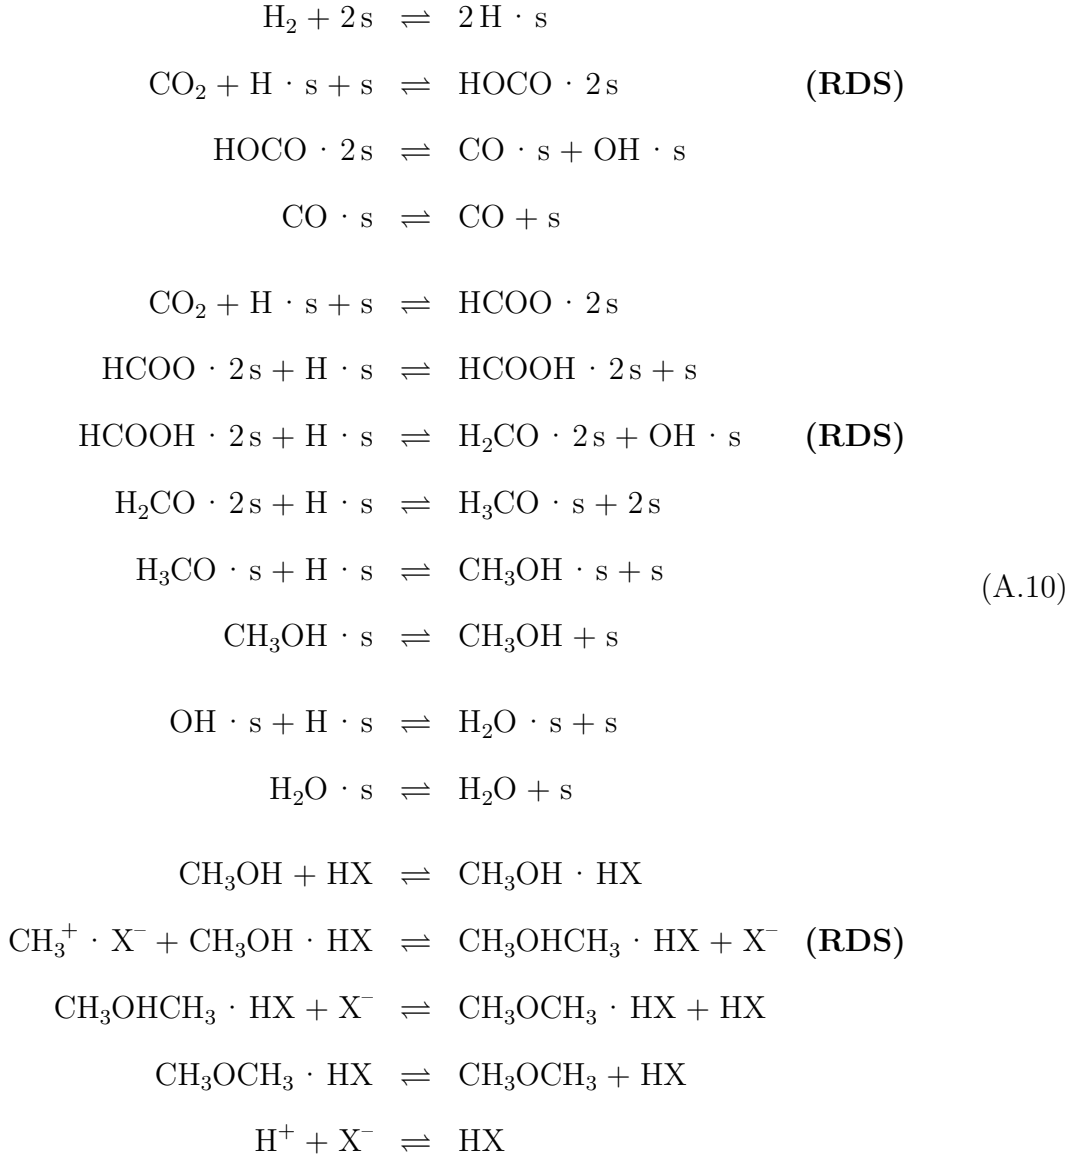 H₂ + 2 s ⇌ 2 H · s
CO₂ + H · s + s ⇌ HOCO · 2 s (RDS)
HOCO · 2 s ⇌ CO · s + OH · s
CO · s ⇌ CO + s
CO₂ + H · s + s ⇌ HCOO · 2 s
HCOO · 2 s + H · s ⇌ HCOOH · 2 s + s
HCOOH · 2 s + H · s ⇌ H₂CO · 2 s + OH · s (RDS)
H₂CO · 2 s + H · s ⇌ H₃CO · s + 2 s
H₃CO · s + H · s ⇌ CH₃OH · s + s
(A.10)
CH₃OH · s ⇌ CH₃OH + s
OH · s + H · s ⇌ H₂O · s + s
H₂O · s ⇌ H₂O + s
CH₃OH + HX ⇌ CH₃OH · HX
CH₃⁺ · X⁻ + CH₃OH · HX ⇌ CH₃OHCH₃ · HX + X⁻ (RDS)
CH₃OHCH₃ · HX + X⁻ ⇌ CH₃OCH₃ · HX + HX
CH₃OCH₃ · HX ⇌ CH₃OCH₃ + HX
H⁺ + X⁻ ⇌ HX